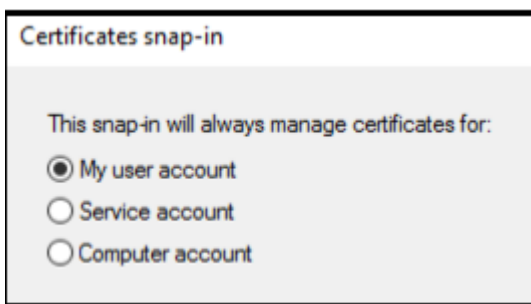 Certificates snap-in
This snap-in will always manage certificates for:
My user account
Service account
Computer account